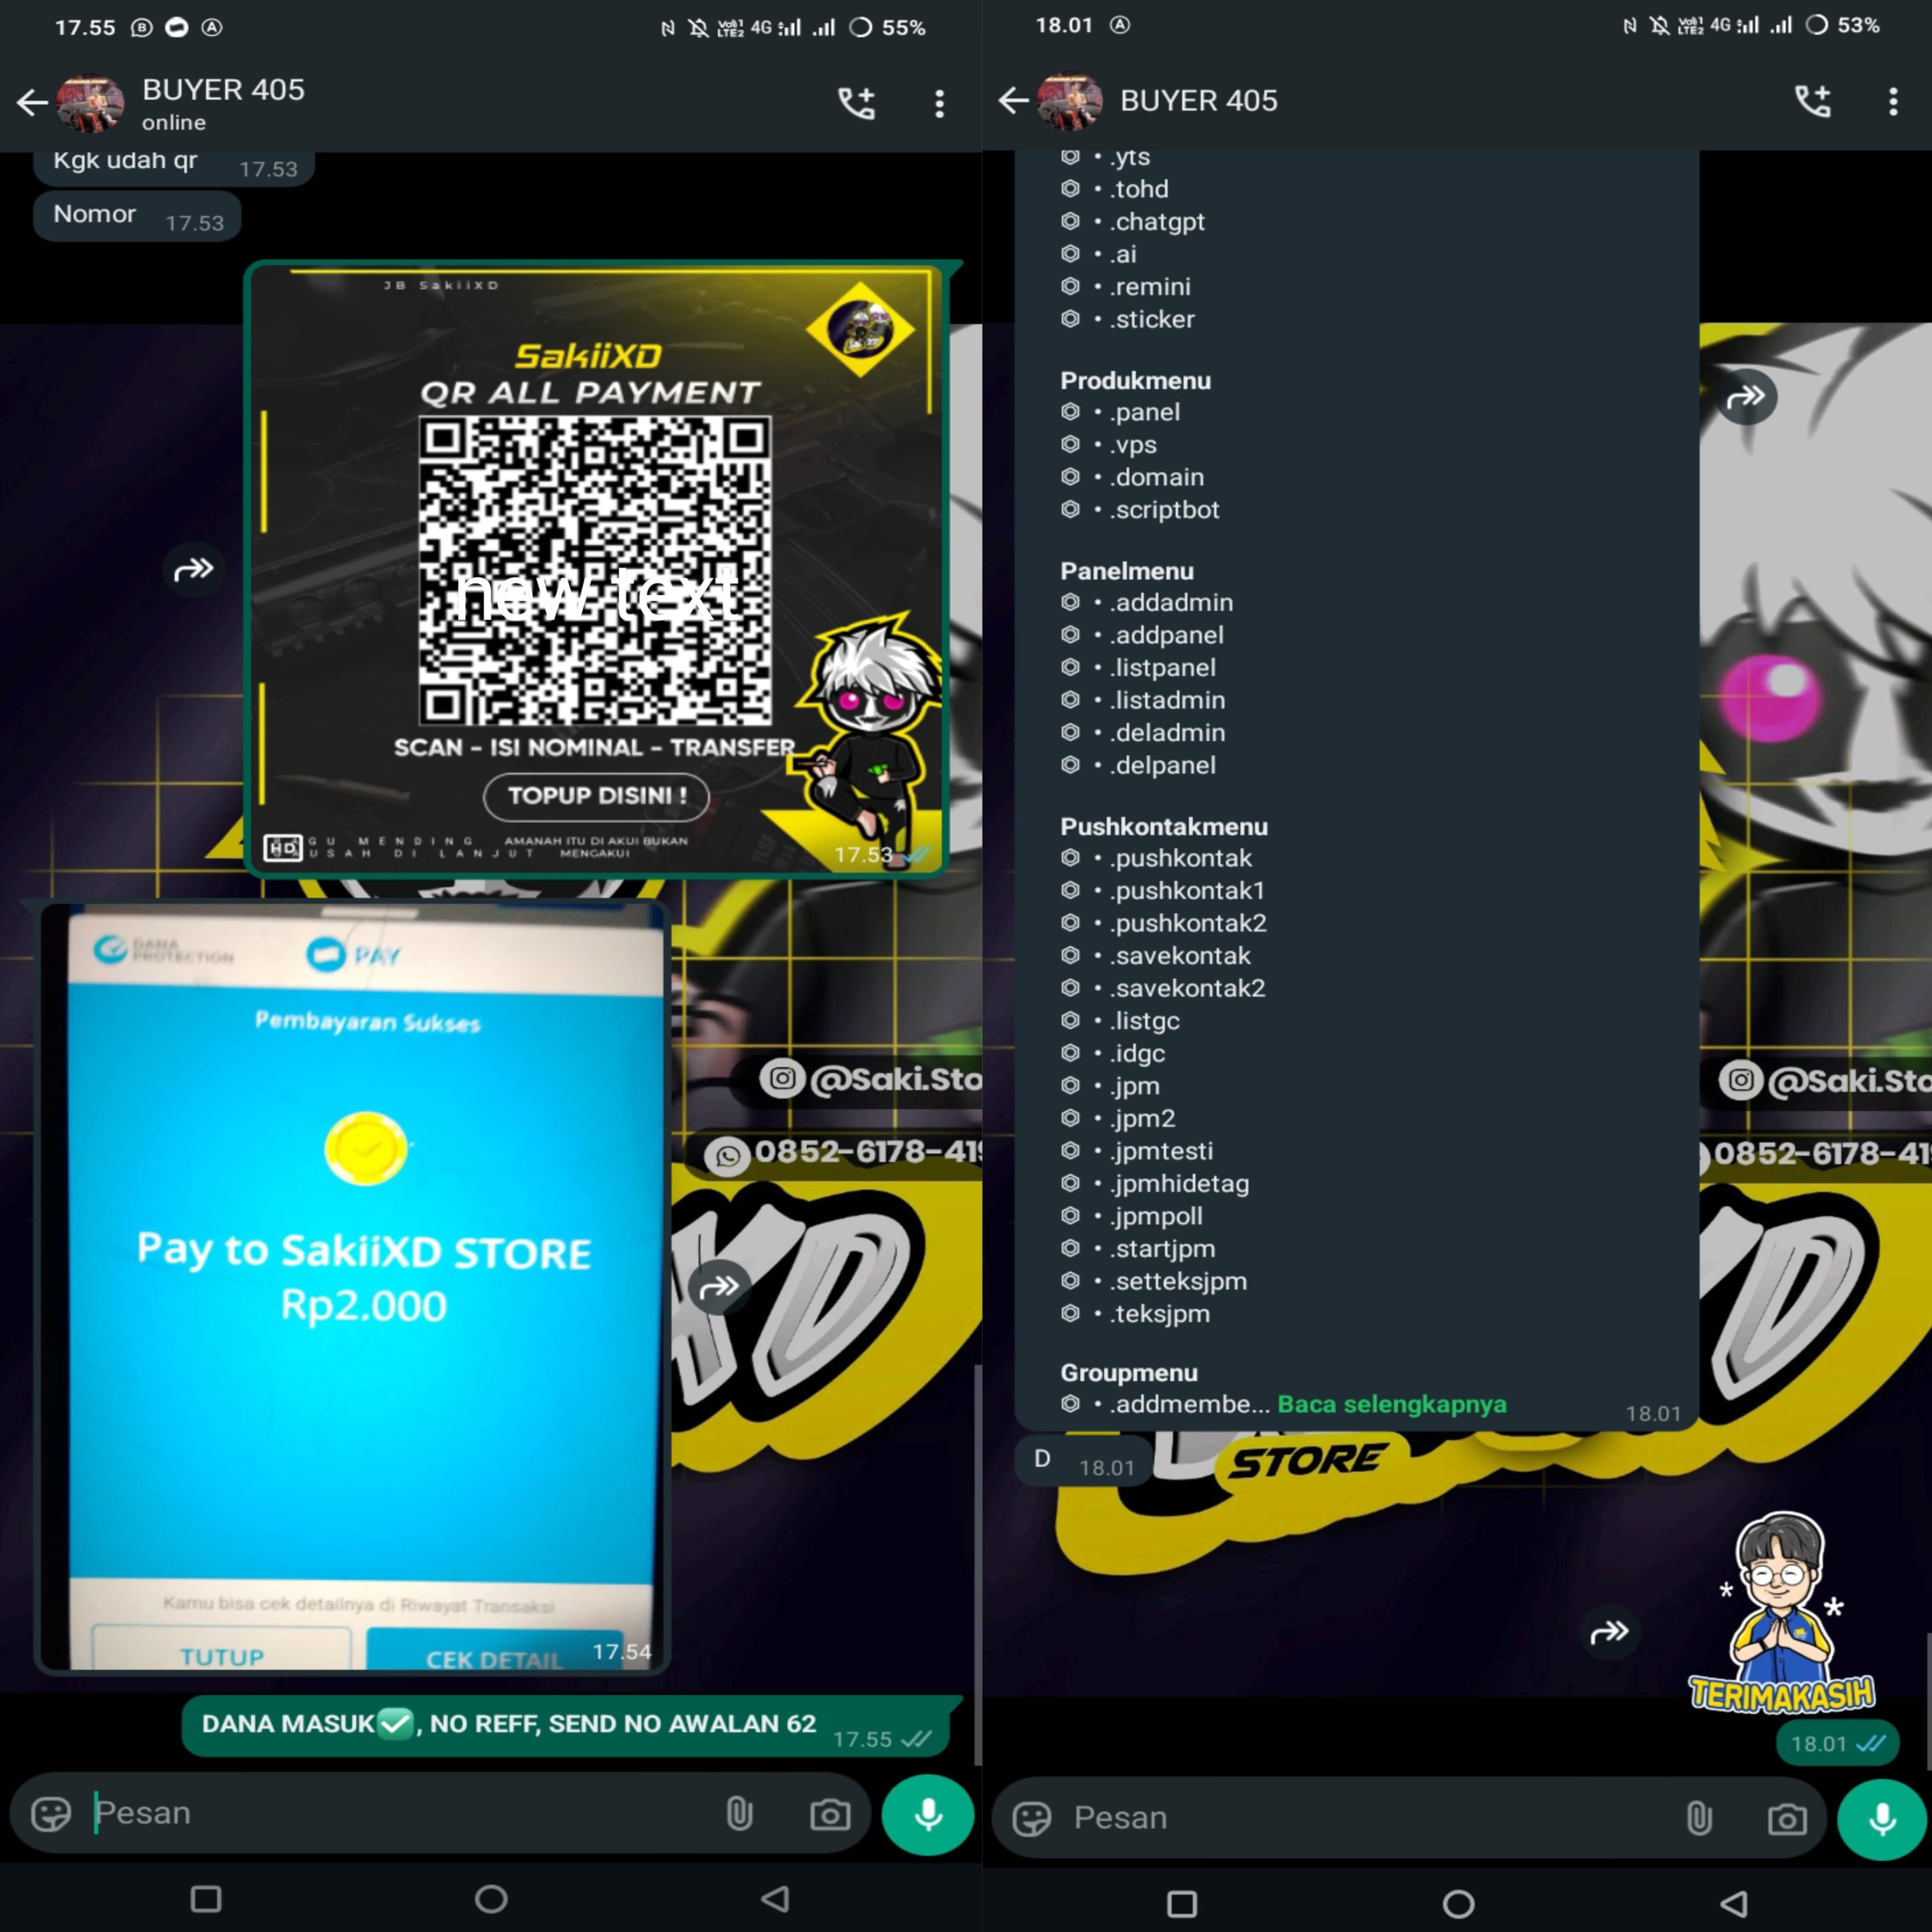 17.55
4G
55%
BUYER 405
online
Kgk udah qr 17.53
Nomor 17.53
JB SakiiXD
SakiiXD
QR ALL PAYMENT
new text
SCAN - ISI NOMINAL - TRANSFER
TOPUP DISINI !
HD
GU MENDING
USAH DI LANJUT
AMANAH ITU DI AKUI BUKAN
MENGAKUI
17.53
DANA
PROTECTION
PAY
Pembayaran Sukses
Pay to SakiiXD STORE
Rp2.000
Kamu bisa cek detailnya di Riwayat Transaksi
TUTUP
CEK DETAIL
17.54
@Saki.Sto
0852-6178-41
XD
DANA MASUK✅, NO REFF, SEND NO AWALAN 62 17.55
Pesan
18.01
4G
53%
BUYER 405
• .yts
• .tohd
• .chatgpt
• .ai
• .remini
• .sticker
Produkmenu
• .panel
• .vps
• .domain
• .scriptbot
Panelmenu
• .addadmin
• .addpanel
• .listpanel
• .listadmin
• .deladmin
• .delpanel
Pushkontakmenu
• .pushkontak
• .pushkontak1
• .pushkontak2
• .savekontak
• .savekontak2
• .listgc
• .idgc
• .jpm
• .jpm2
• .jpmtesti
• .jpmhidetag
• .jpmpoll
• .startjpm
• .setteksjpm
• .teksjpm
Groupmenu
• .addmembe... Baca selengkapnya
18.01
D 18.01
@Saki.Sto
0852-6178-41
D
STORE
TERIMAKASIH
18.01
Pesan